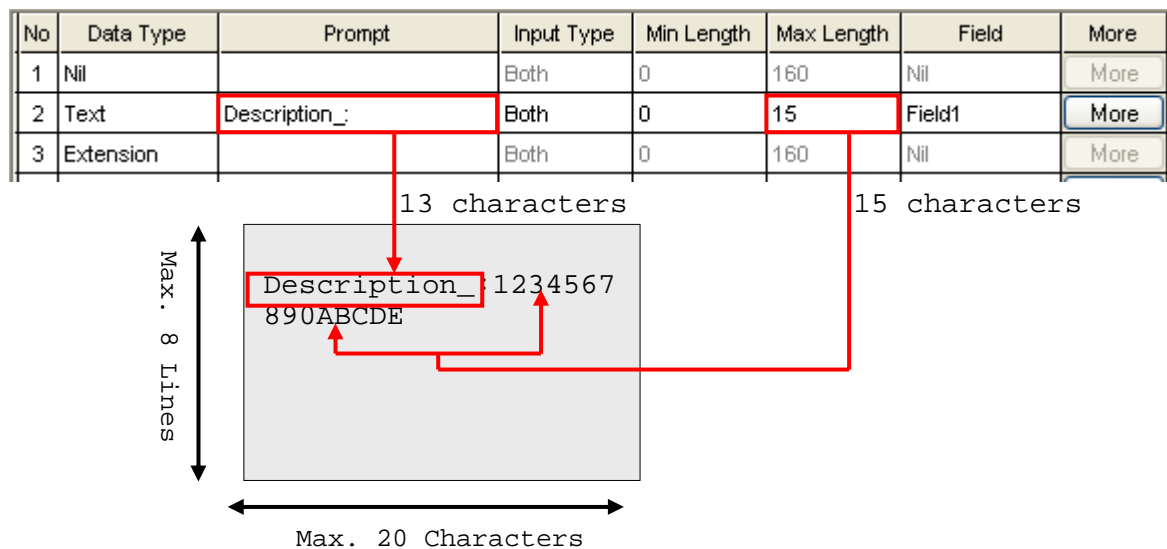 No Data Type Prompt Input Type Min Length Max Length Field More
1 Nil Both 0 160 Nil More
2 Text Description_: Both 0 15 Field1 More
3 Extension Both 0 160 Nil More
13 characters 15 characters
Max. 8 Lines
Description_:1234567
890ABCDE
Max. 20 Characters